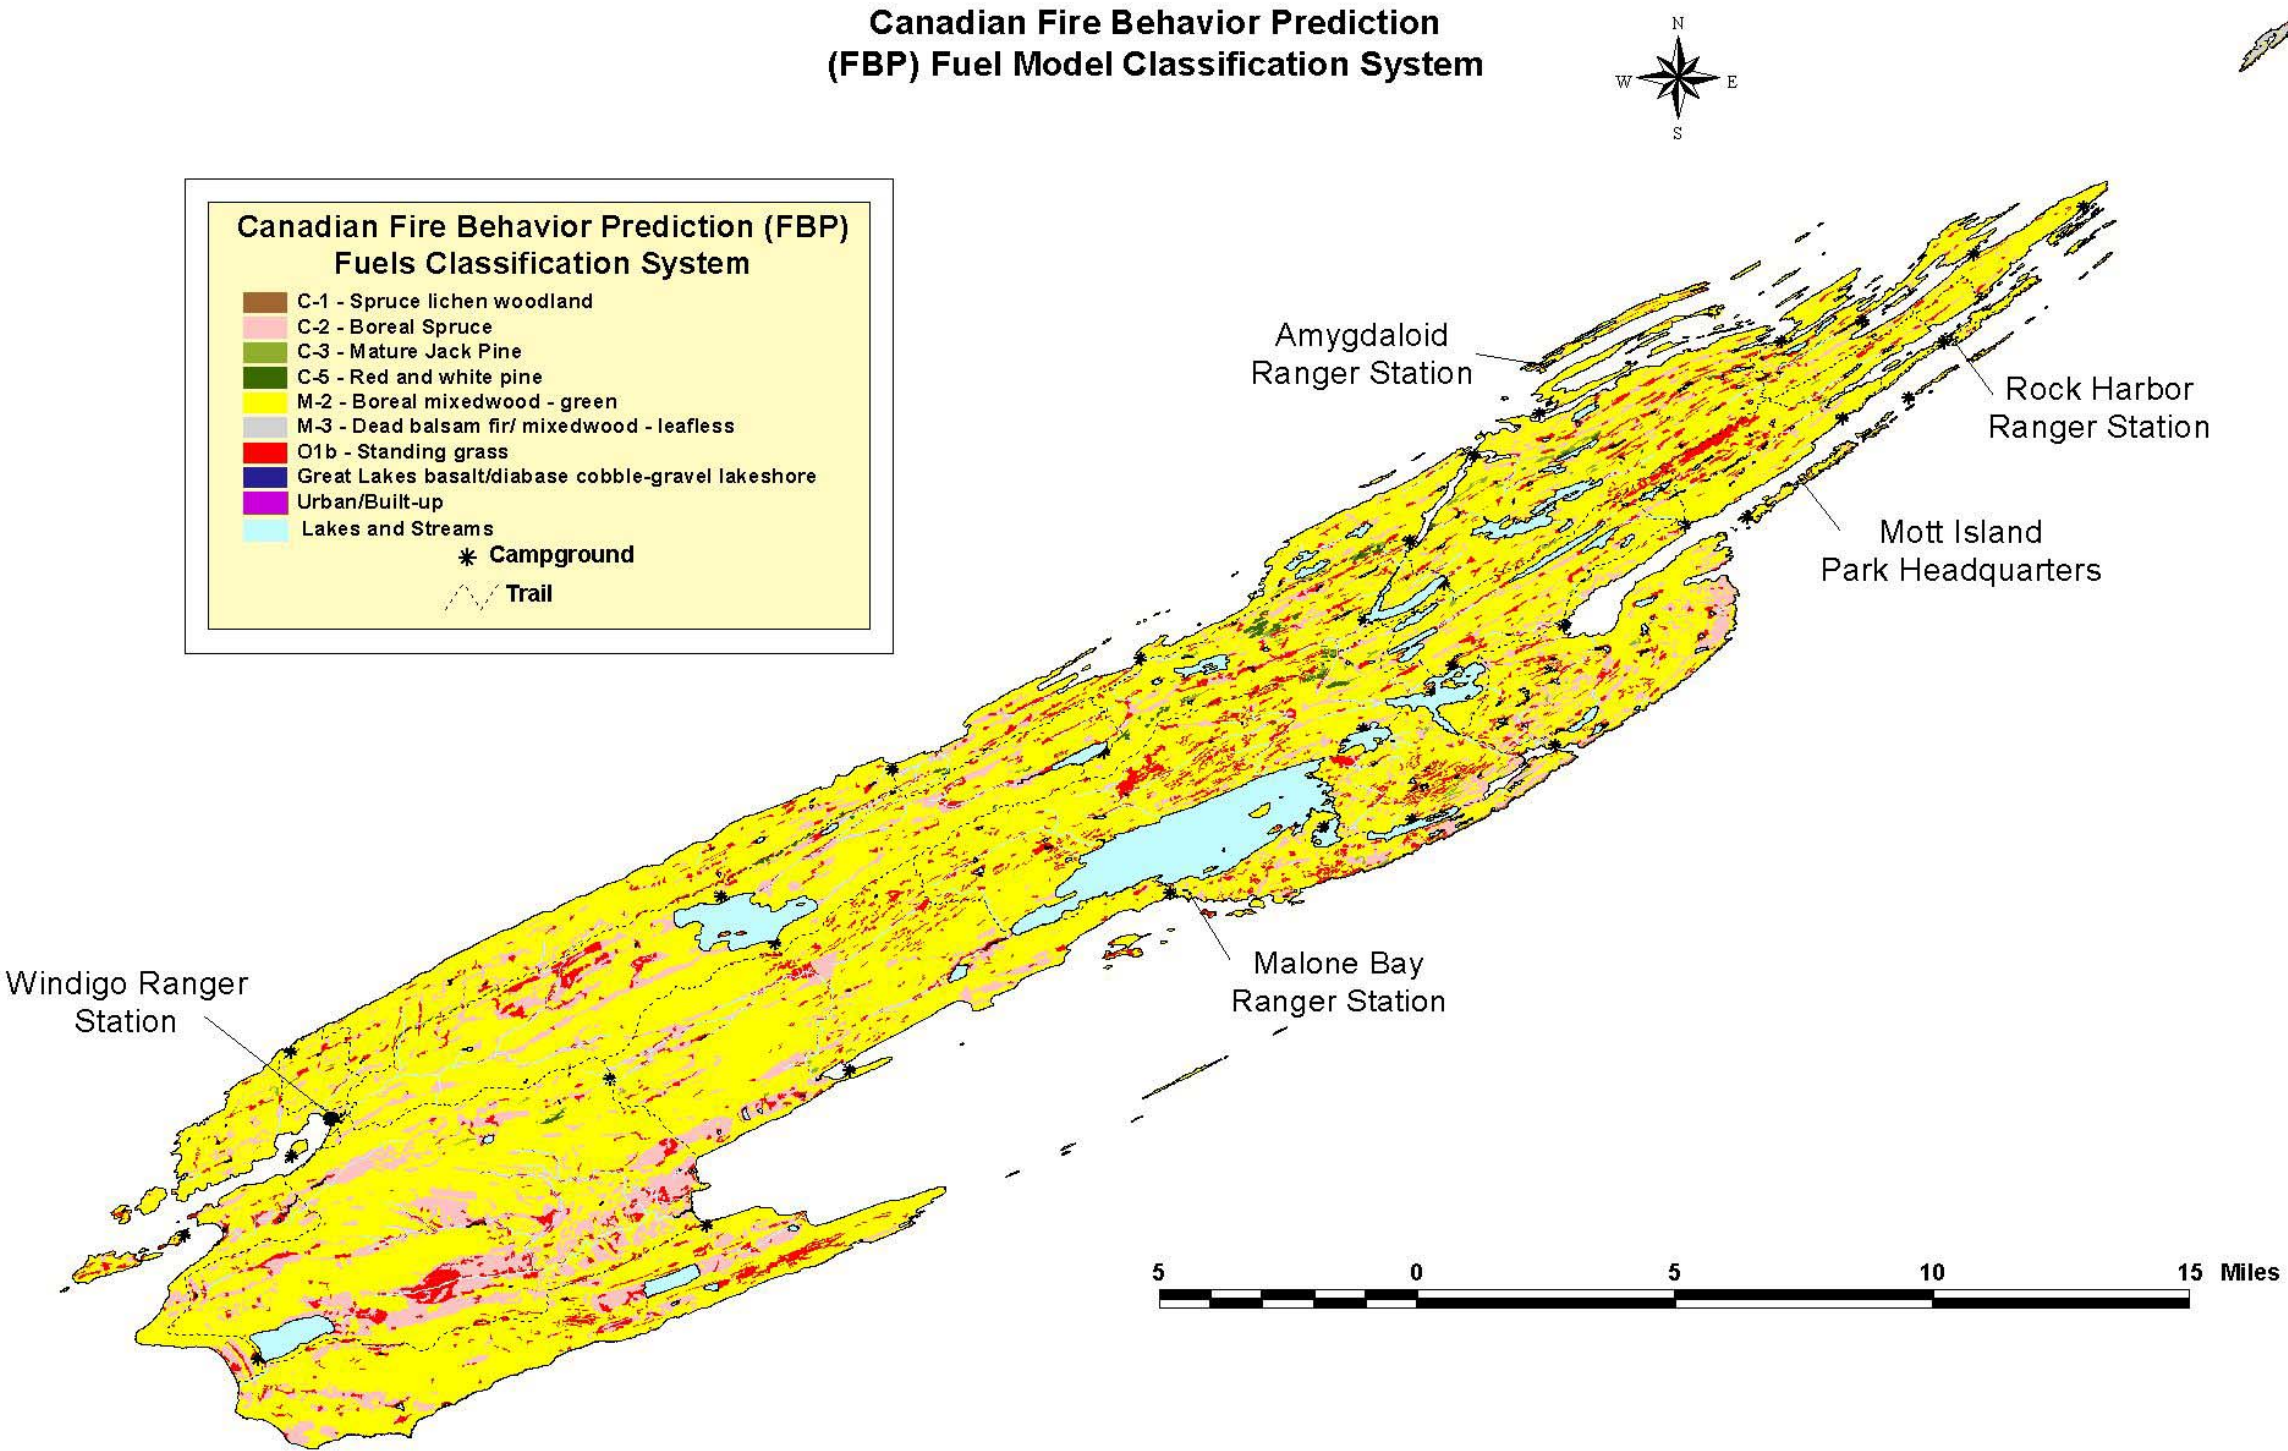 Canadian Fire Behavior Prediction
(FBP) Fuel Model Classification System
N
W
E
S
Canadian Fire Behavior Prediction (FBP)
Fuels Classification System
C-1 - Spruce lichen woodland
C-2 - Boreal Spruce
C-3 - Mature Jack Pine
C-5 - Red and white pine
M-2 - Boreal mixedwood - green
M-3 - Dead balsam fir/ mixedwood - leafless
O1b - Standing grass
Great Lakes basalt/diabase cobble-gravel lakeshore
Urban/Built-up
Lakes and Streams
Campground
Trail
Amygdaloid
Ranger Station
Rock Harbor
Ranger Station
Mott Island
Park Headquarters
Malone Bay
Ranger Station
Windigo Ranger
Station
5 0 5 10 15 Miles